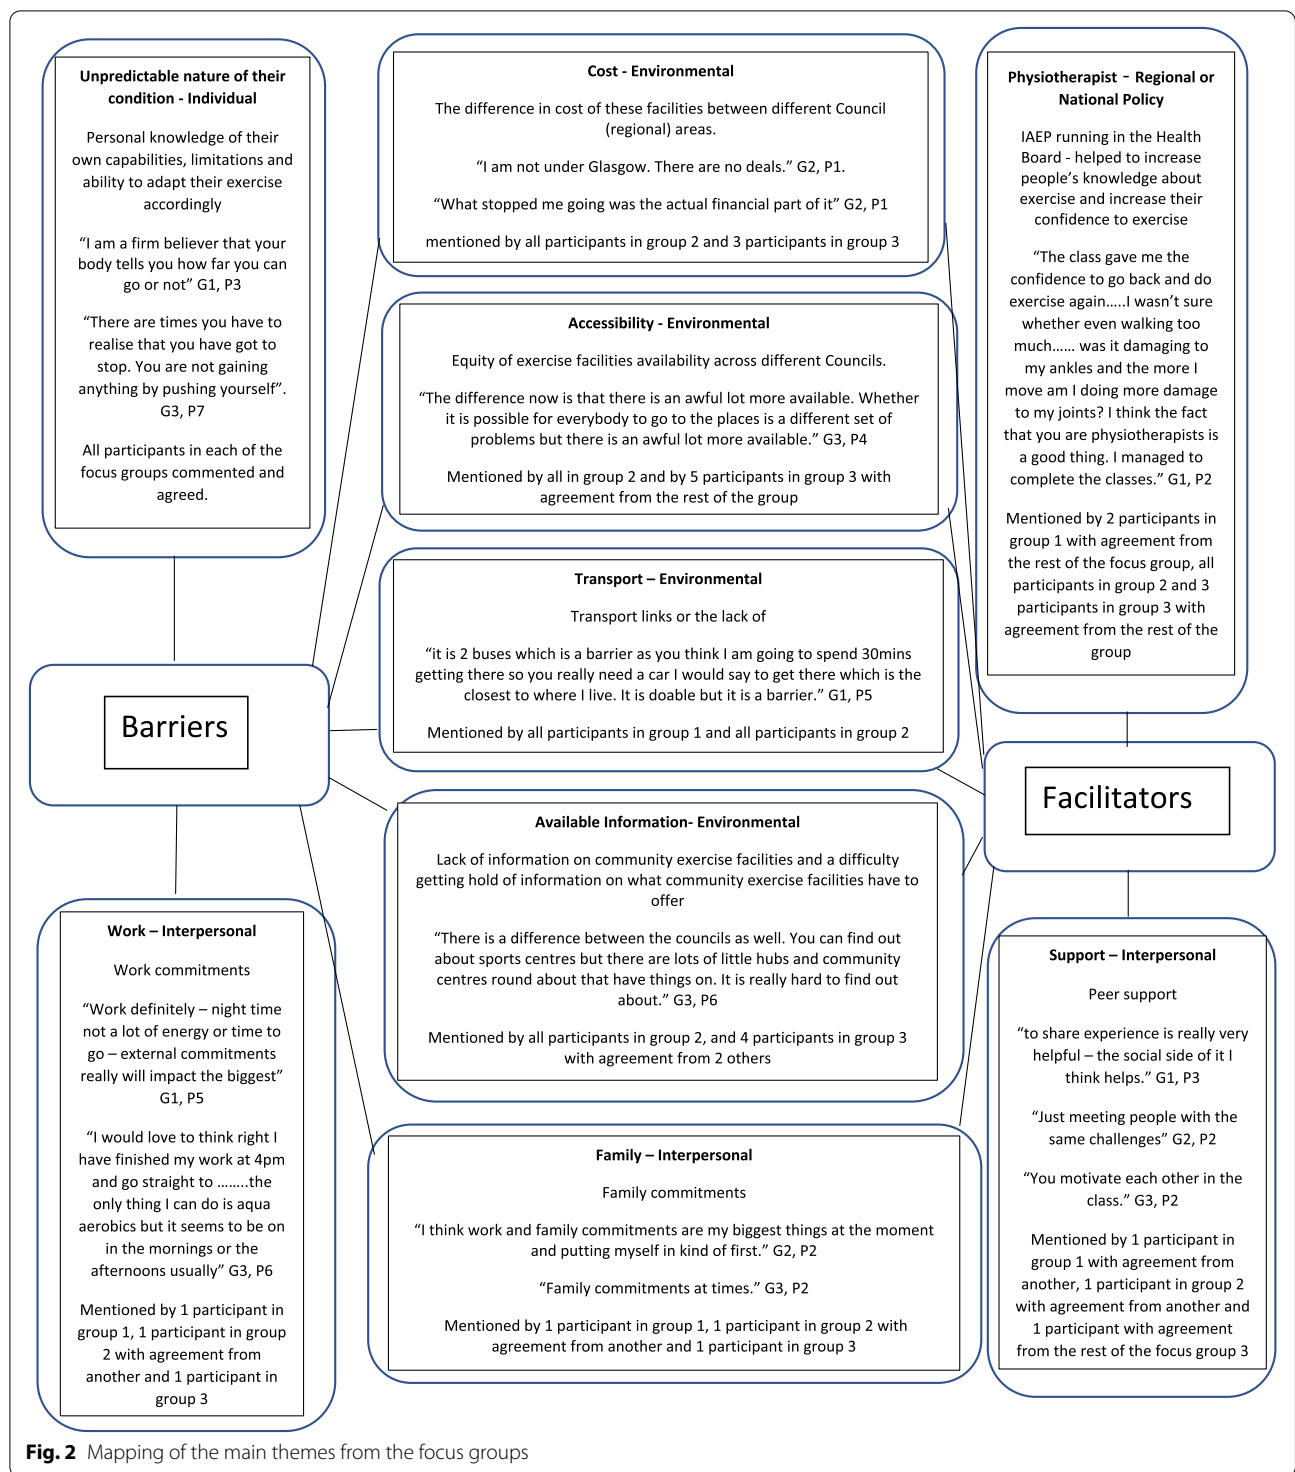 Unpredictable nature of their
condition - Individual
Personal knowledge of their
own capabilities, limitations and
ability to adapt their exercise
accordingly
“I am a firm believer that your
body tells you how far you can
go or not” G1, P3
“There are times you have to
realise that you have got to
stop. You are not gaining
anything by pushing yourself”.
G3, P7
All participants in each of the
focus groups commented and
agreed.
Barriers
Work – Interpersonal
Work commitments
“Work definitely – night time
not a lot of energy or time to
go – external commitments
really will impact the biggest”
G1, P5
“I would love to think right I
have finished my work at 4pm
and go straight to ........the
only thing I can do is aqua
aerobics but it seems to be on
in the mornings or the
afternoons usually” G3, P6
Mentioned by 1 participant in
group 1, 1 participant in group
2 with agreement from
another and 1 participant in
group 3
Cost - Environmental
The difference in cost of these facilities between different Council
(regional) areas.
“I am not under Glasgow. There are no deals.” G2, P1.
“What stopped me going was the actual financial part of it” G2, P1
mentioned by all participants in group 2 and 3 participants in group 3
Accessibility - Environmental
Equity of exercise facilities availability across different Councils.
“The difference now is that there is an awful lot more available. Whether
it is possible for everybody to go to the places is a different set of
problems but there is an awful lot more available.” G3, P4
Mentioned by all in group 2 and by 5 participants in group 3 with
agreement from the rest of the group
Transport – Environmental
Transport links or the lack of
“it is 2 buses which is a barrier as you think I am going to spend 30mins
getting there so you really need a car I would say to get there which is the
closest to where I live. It is doable but it is a barrier.” G1, P5
Mentioned by all participants in group 1 and all participants in group 2
Available Information- Environmental
Lack of information on community exercise facilities and a difficulty
getting hold of information on what community exercise facilities have to
offer
“There is a difference between the councils as well. You can find out
about sports centres but there are lots of little hubs and community
centres round about that have things on. It is really hard to find out
about.” G3, P6
Mentioned by all participants in group 2, and 4 participants in group 3
with agreement from 2 others
Family – Interpersonal
Family commitments
“I think work and family commitments are my biggest things at the moment
and putting myself in kind of first.” G2, P2
“Family commitments at times.” G3, P2
Mentioned by 1 participant in group 1, 1 participant in group 2 with
agreement from another and 1 participant in group 3
Physiotherapist – Regional or
National Policy
IAEP running in the Health
Board - helped to increase
people’s knowledge about
exercise and increase their
confidence to exercise
“The class gave me the
confidence to go back and do
exercise again.....I wasn’t sure
whether even walking too
much...... was it damaging to
my ankles and the more I
move am I doing more damage
to my joints? I think the fact
that you are physiotherapists is
a good thing. I managed to
complete the classes.” G1, P2
Mentioned by 2 participants in
group 1 with agreement from
the rest of the focus group, all
participants in group 2 and 3
participants in group 3 with
agreement from the rest of the
group
Facilitators
Support – Interpersonal
Peer support
“to share experience is really very
helpful – the social side of it I
think helps.” G1, P3
“Just meeting people with the
same challenges” G2, P2
“You motivate each other in the
class.” G3, P2
Mentioned by 1 participant in
group 1 with agreement from
another, 1 participant in group 2
with agreement from another and
1 participant with agreement
from the rest of the focus group 3
Fig. 2 Mapping of the main themes from the focus groups